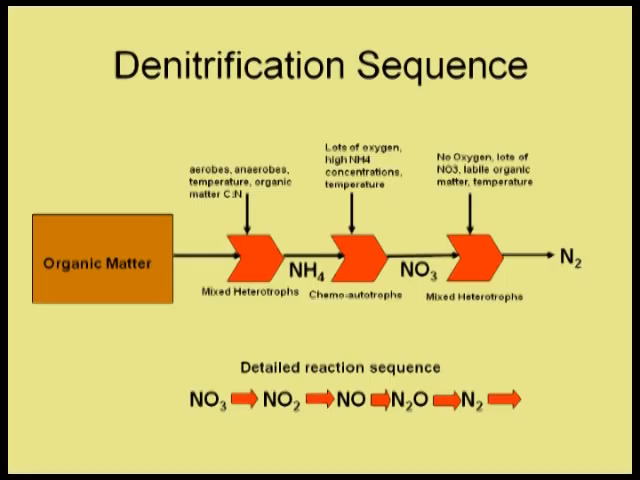 Denitrification Sequence
aerobes, anaerobes,
temperature, organic
matter C:N
Lots of oxygen,
high NH4
concentrations,
temperature
No Oxygen, lots of
NO3, labile organic
matter, temperature
Organic Matter
NH4
NO3
N2
Mixed Heterotrophs
Chemo-autotrophs
Mixed Heterotrophs
Detailed reaction sequence
NO3 NO2 NO N2O N2